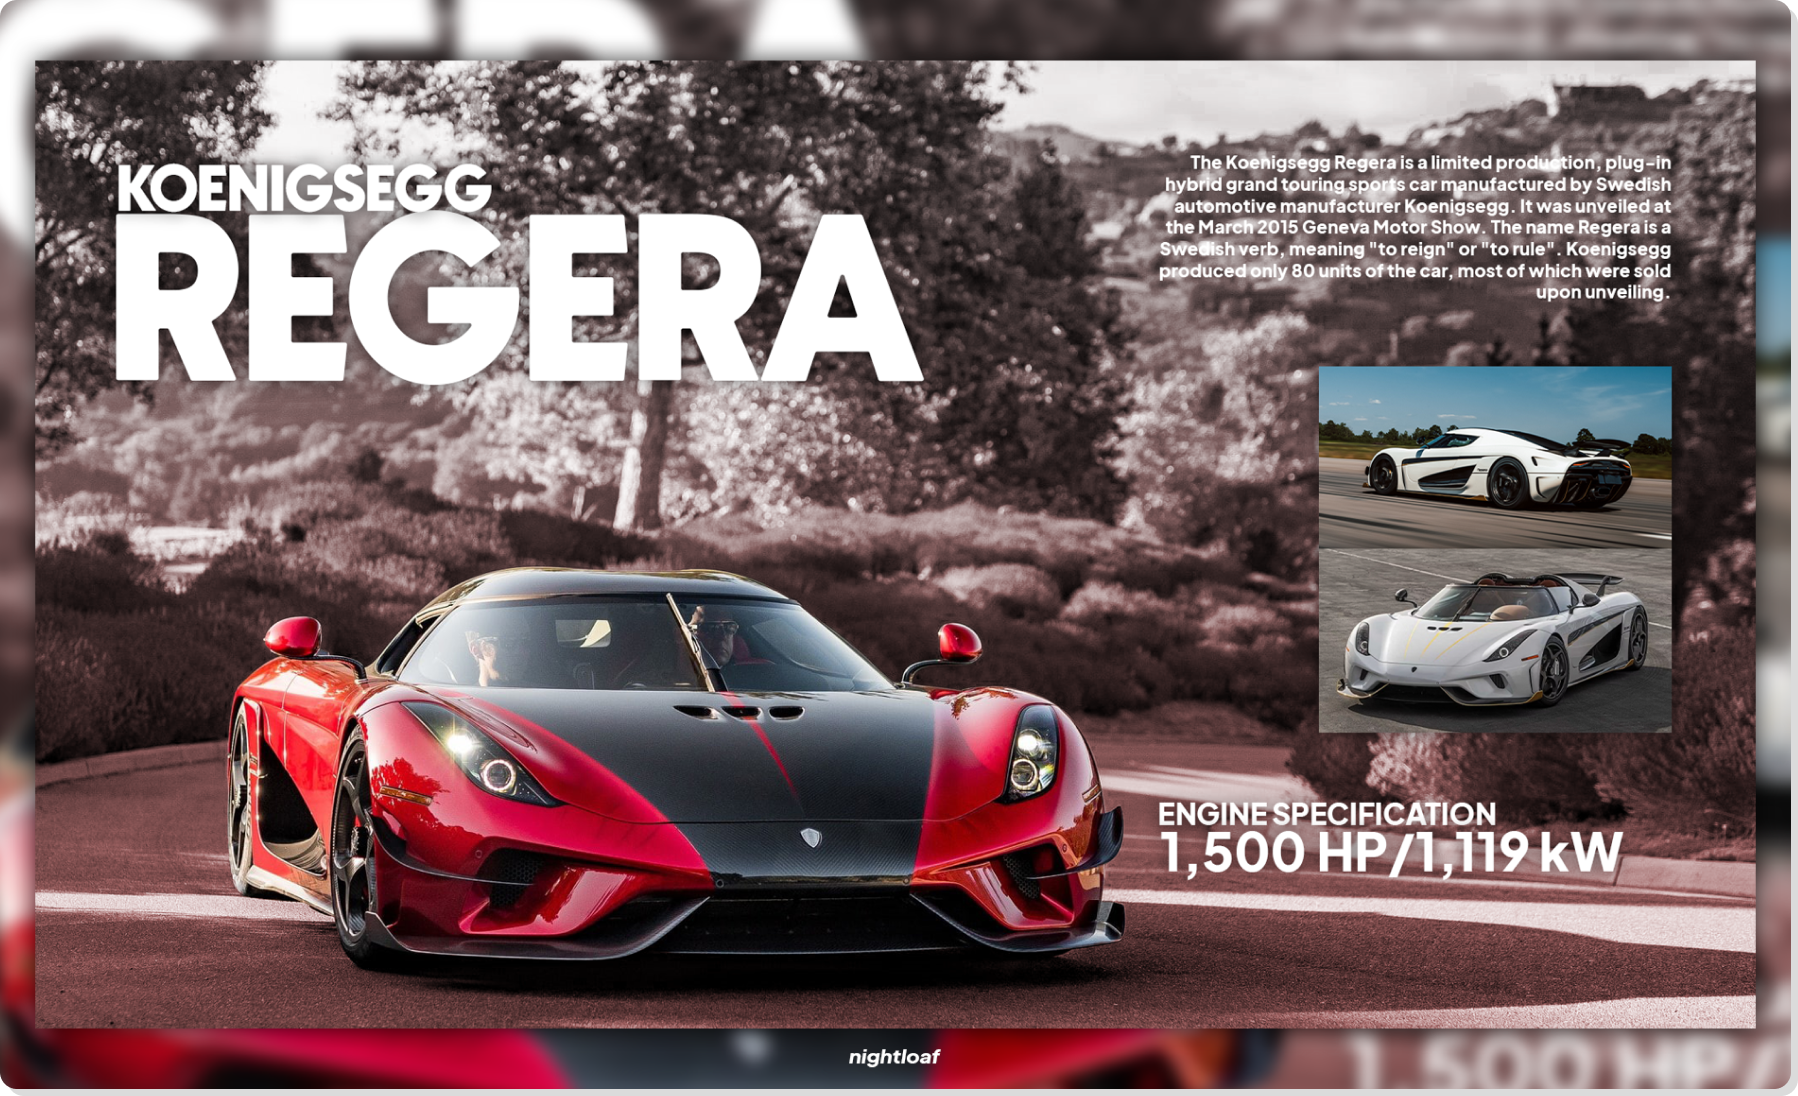 KOENIGSEGG
REGERA
The Koenigsegg Regera is a limited production, plug-in
hybrid grand touring sports car manufactured by Swedish
automotive manufacturer Koenigsegg. It was unveiled at
the March 2015 Geneva Motor Show. The name Regera is a
Swedish verb, meaning "to reign" or "to rule". Koenigsegg
produced only 80 units of the car, most of which were sold
upon unveiling.
ENGINE SPECIFICATION
1,500 HP/1,119 kW
nightloaf
1,500 HP/